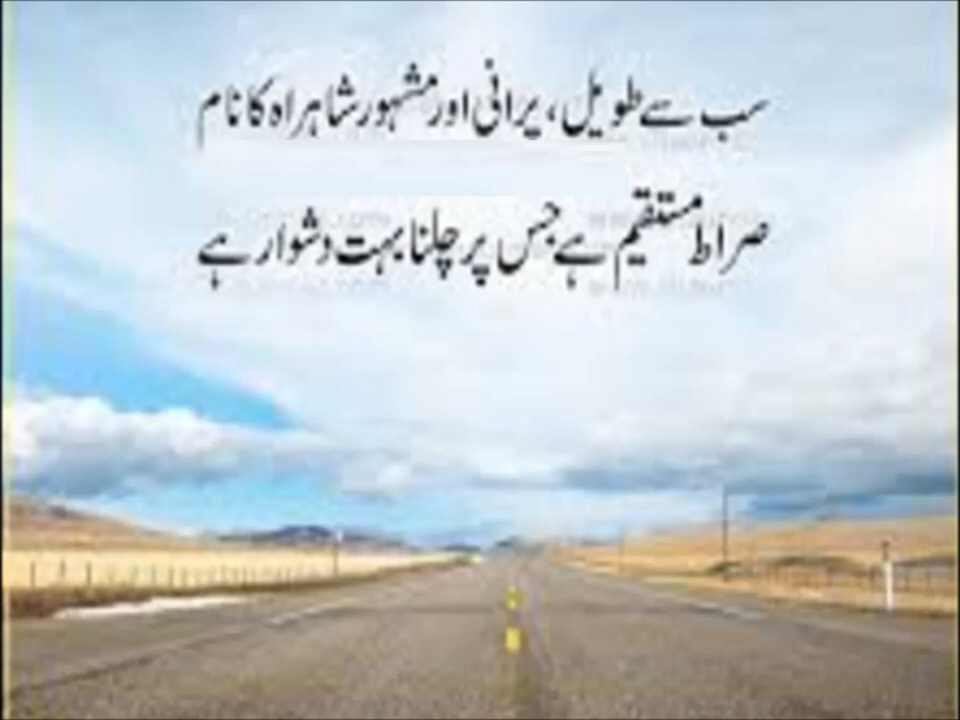 سب سے طویل، پرانی اور مشہور شاہراہ کا نام
صراط مستقیم ہے جس پر چلنا بہت دشوار ہے